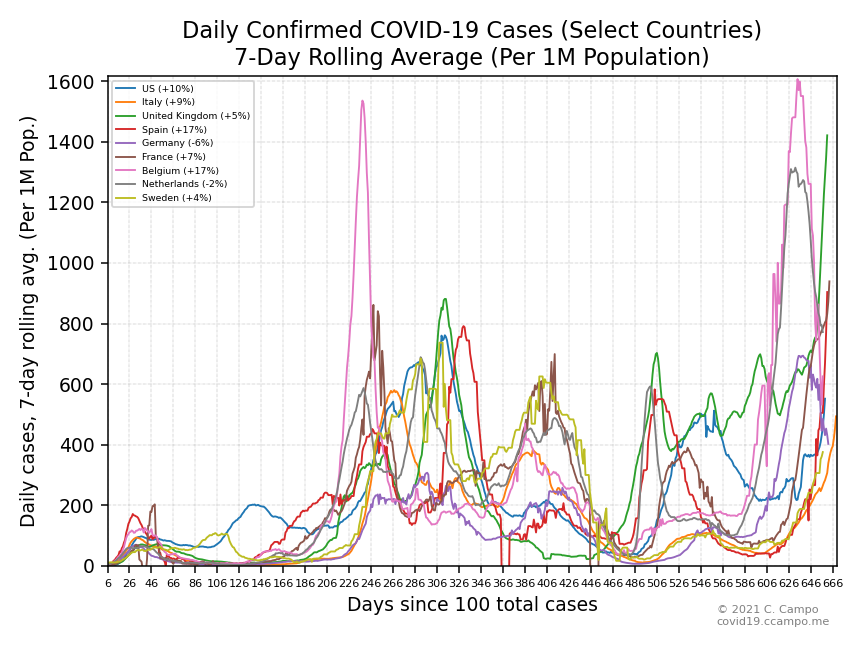 Daily Confirmed COVID-19 Cases (Select Countries)
7-Day Rolling Average (Per 1M Population)
Daily cases, 7-day rolling avg. (Per 1M Pop.)
1600
1400
1200
1000
800
600
400
200
0
US (+10%)
Italy (+9%)
United Kingdom (+5%)
Spain (+17%)
Germany (-6%)
France (+7%)
Belgium (+17%)
Netherlands (-2%)
Sweden (+4%)
6 26 46 66 86 106 126 146 166 186 206 226 246 266 286 306 326 346 366 386 406 426 446 466 486 506 526 546 566 586 606 626 646 666
Days since 100 total cases
© 2021 C. Campo
covid19.ccampo.me